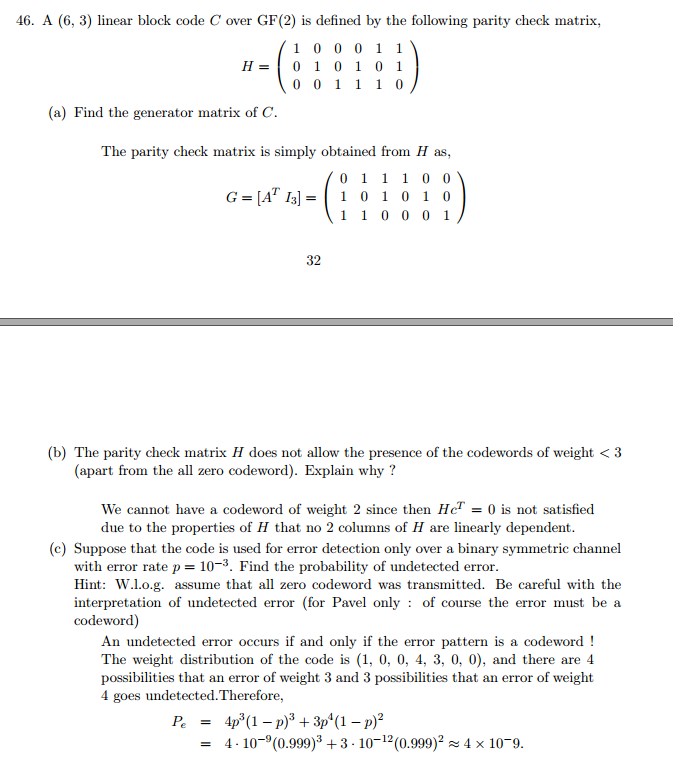 46. A (6, 3) linear block code C over GF(2) is defined by the following parity check matrix,
H = ( 1 0 0 0 1 1
0 1 0 1 0 1
0 0 1 1 1 0 )
(a) Find the generator matrix of C.
The parity check matrix is simply obtained from H as,
G = [Aᵀ I₃] = ( 0 1 1 1 0 0
1 0 1 0 1 0
1 1 0 0 0 1 )
32
(b) The parity check matrix H does not allow the presence of the codewords of weight < 3
(apart from the all zero codeword). Explain why ?
We cannot have a codeword of weight 2 since then Hcᵀ = 0 is not satisfied
due to the properties of H that no 2 columns of H are linearly dependent.
(c) Suppose that the code is used for error detection only over a binary symmetric channel
with error rate p = 10⁻³. Find the probability of undetected error.
Hint: W.l.o.g. assume that all zero codeword was transmitted. Be careful with the
interpretation of undetected error (for Pavel only : of course the error must be a
codeword)
An undetected error occurs if and only if the error pattern is a codeword !
The weight distribution of the code is (1, 0, 0, 4, 3, 0, 0), and there are 4
possibilities that an error of weight 3 and 3 possibilities that an error of weight
4 goes undetected.Therefore,
Pₑ = 4p³(1 − p)³ + 3p⁴(1 − p)²
= 4 · 10⁻⁹(0.999)³ + 3 · 10⁻¹²(0.999)² ≈ 4 × 10⁻9.